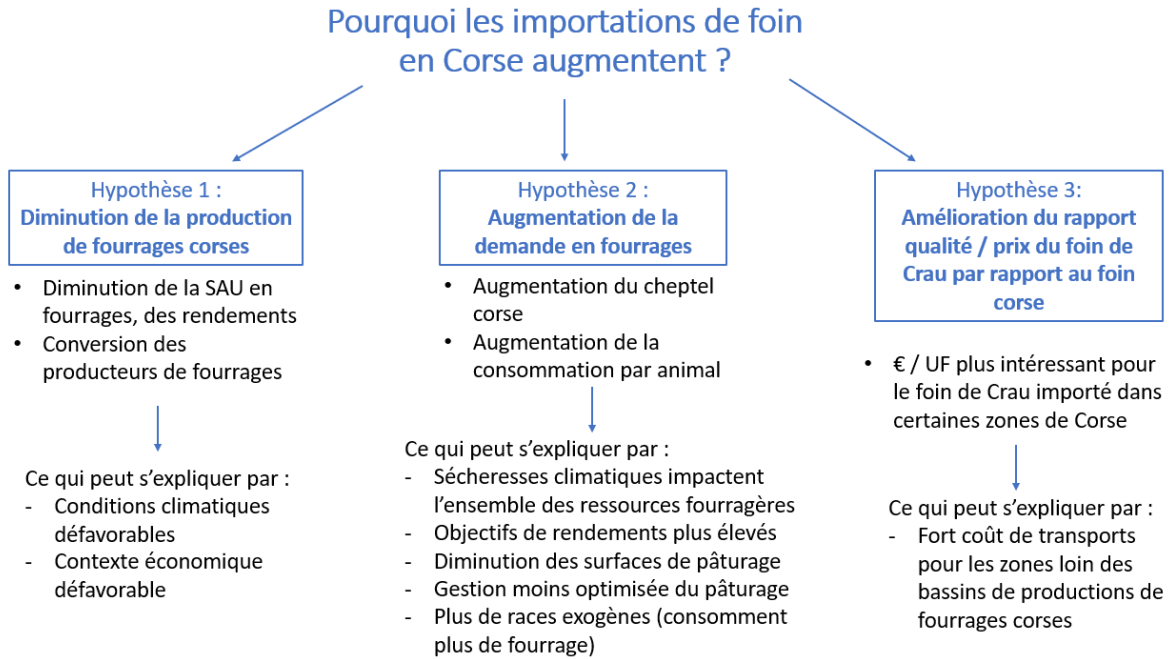 Pourquoi les importations de foin
en Corse augmentent ?
Hypothèse 1 :
Diminution de la production
de fourrages corses
• Diminution de la SAU en
fourrages, des rendements
• Conversion des
producteurs de fourrages
Ce qui peut s’expliquer par :
- Conditions climatiques
défavorables
- Contexte économique
défavorable
Hypothèse 2 :
Augmentation de la
demande en fourrages
• Augmentation du cheptel
corse
• Augmentation de la
consommation par animal
Ce qui peut s’expliquer par :
- Sécheresses climatiques impactent
l’ensemble des ressources fourragères
- Objectifs de rendements plus élevés
- Diminution des surfaces de pâturage
- Gestion moins optimisée du pâturage
- Plus de races exogènes (consomment
plus de fourrage)
Hypothèse 3:
Amélioration du rapport
qualité / prix du foin de
Crau par rapport au foin
corse
• € / UF plus intéressant pour
le foin de Crau importé dans
certaines zones de Corse
Ce qui peut s’expliquer par :
- Fort coût de transports
pour les zones loin des
bassins de productions de
fourrages corses